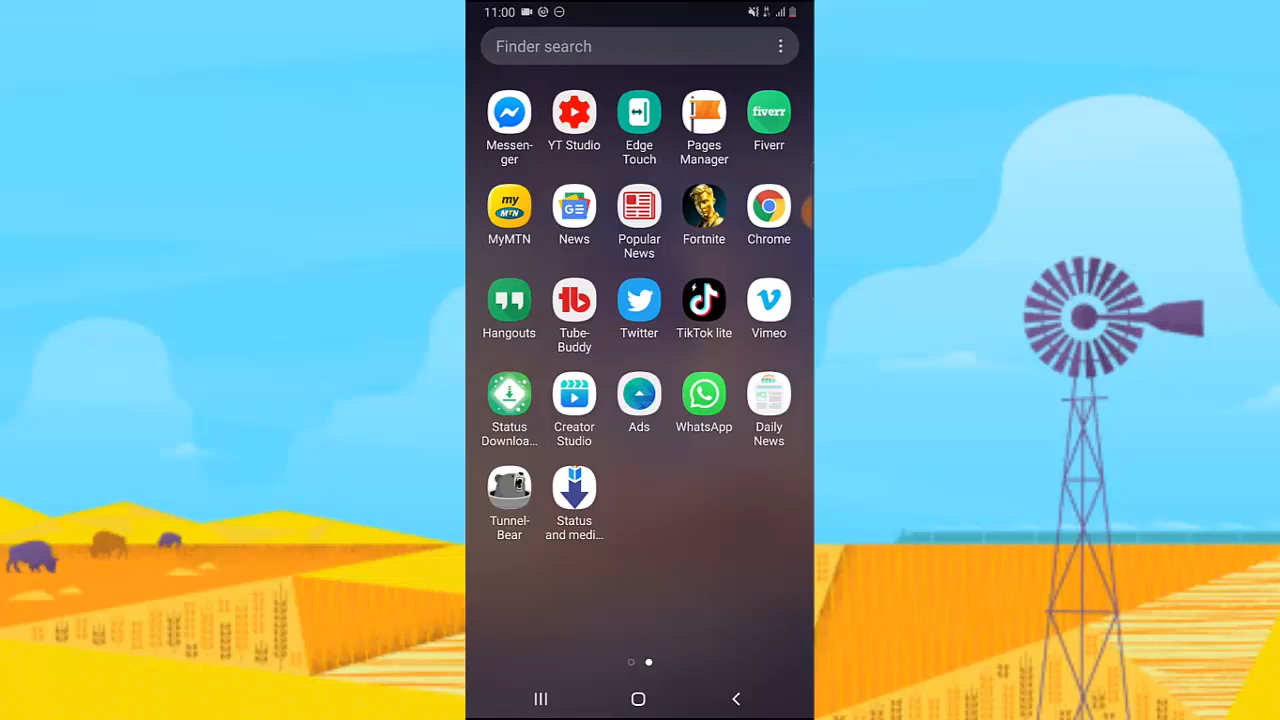 11:00
Finder search
Messen-
ger
YT Studio
Edge
Touch
Pages
Manager
fiverr
Fiverr
my
MTN
MyMTN
GE
News
Popular
News
Fortnite
Chrome
Hangouts
Tube-
Buddy
Twitter
TikTok lite
Vimeo
Status
Downloa...
Creator
Studio
Ads
WhatsApp
Daily
News
Tunnel-
Bear
Status
and medi...